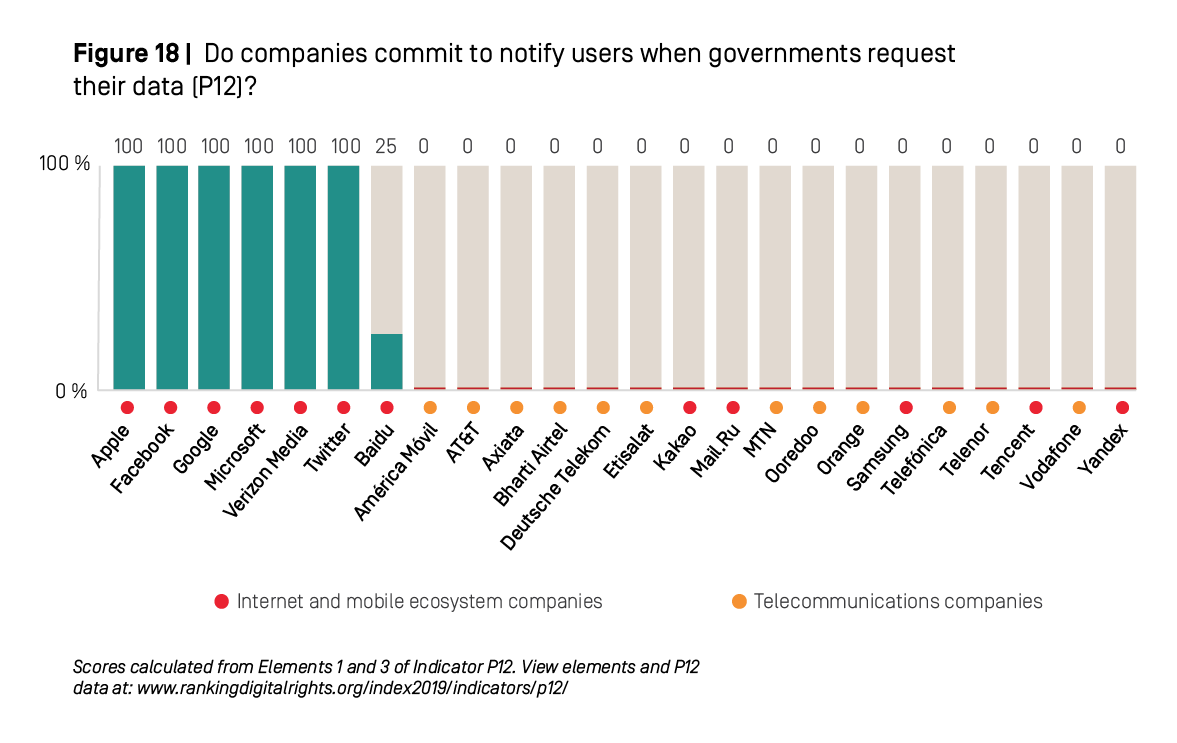 Figure 18 | Do companies commit to notify users when governments request
their data (P12)?
100 100 100 100 100 100 25 0 0 0 0 0 0 0 0 0 0 0 0 0 0 0 0 0
100 %
0 %
Apple
Facebook
Google
Microsoft
Verizon Media
Twitter
Baidu
América Móvil
AT&T
Axiata
Bharti Airtel
Deutsche Telekom
Etisalat
Kakao
Mail.Ru
MTN
Ooredoo
Orange
Samsung
Telefónica
Telenor
Tencent
Vodafone
Yandex
Internet and mobile ecosystem companies
Telecommunications companies
Scores calculated from Elements 1 and 3 of Indicator P12. View elements and P12
data at: www.rankingdigitalrights.org/index2019/indicators/p12/